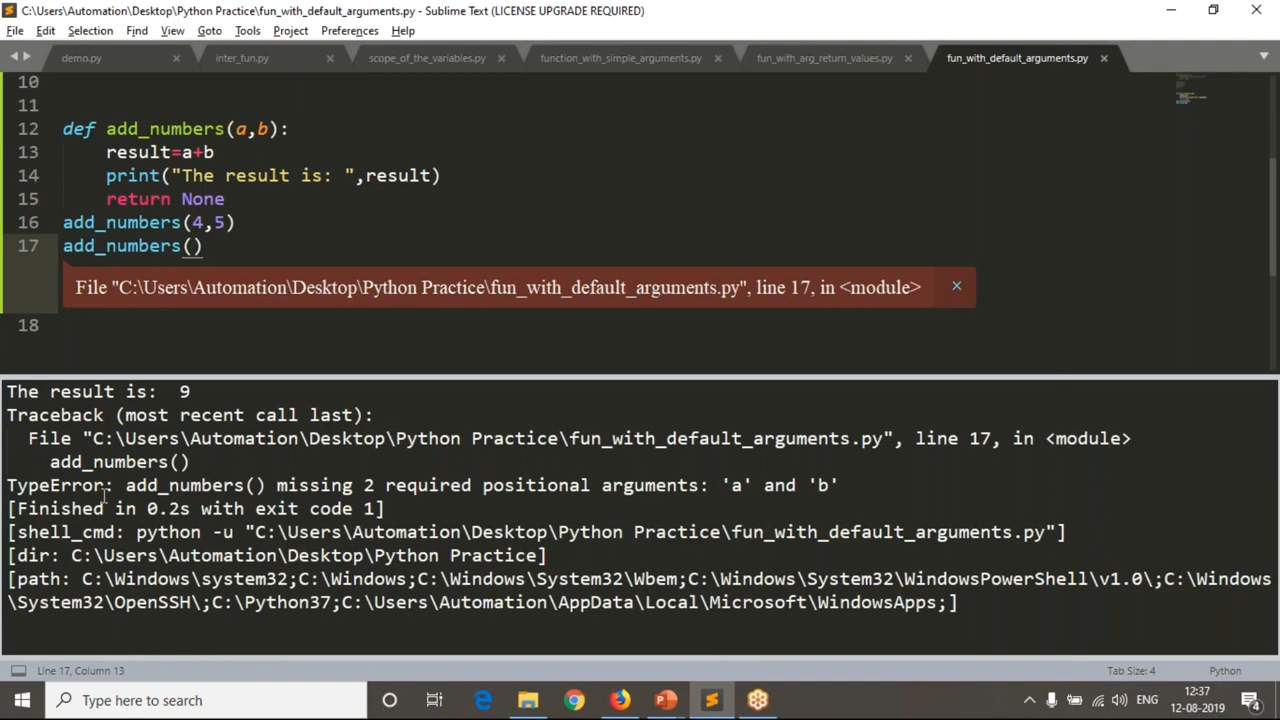 C:\Users\Automation\Desktop\Python Practice\fun_with_default_arguments.py - Sublime Text (LICENSE UPGRADE REQUIRED)
File Edit Selection Find View Goto Tools Project Preferences Help
demo.py inter_fun.py scope_of_the_variables.py function_with_simple_arguments.py fun_with_arg_return_values.py fun_with_default_arguments.py
10
11
12 def add_numbers(a,b):
13 result=a+b
14 print("The result is: ",result)
15 return None
16 add_numbers(4,5)
17 add_numbers()
File "C:\Users\Automation\Desktop\Python Practice\fun_with_default_arguments.py", line 17, in <module> ×
18
The result is:  9
Traceback (most recent call last):
File "C:\Users\Automation\Desktop\Python Practice\fun_with_default_arguments.py", line 17, in <module>
add_numbers()
TypeError: add_numbers() missing 2 required positional arguments: 'a' and 'b'
[Finished in 0.2s with exit code 1]
[shell_cmd: python -u "C:\Users\Automation\Desktop\Python Practice\fun_with_default_arguments.py"]
[dir: C:\Users\Automation\Desktop\Python Practice]
[path: C:\Windows\system32;C:\Windows;C:\Windows\System32\Wbem;C:\Windows\System32\WindowsPowerShell\v1.0\;C:\Windows
\System32\OpenSSH\;C:\Python37;C:\Users\Automation\AppData\Local\Microsoft\WindowsApps;]
Line 17, Column 13 Tab Size: 4 Python
Type here to search ENG 12:37
12-08-2019 4